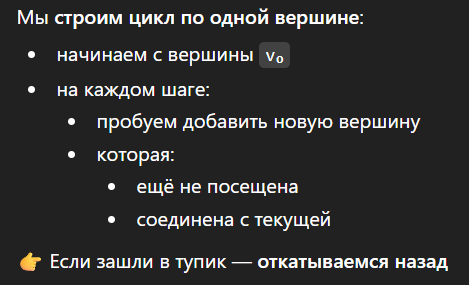 Мы строим цикл по одной вершине:
• начинаем с вершины v₀
• на каждом шаге:
• пробуем добавить новую вершину
• которая:
• ещё не посещена
• соединена с текущей
👉 Если зашли в тупик — откатываемся назад